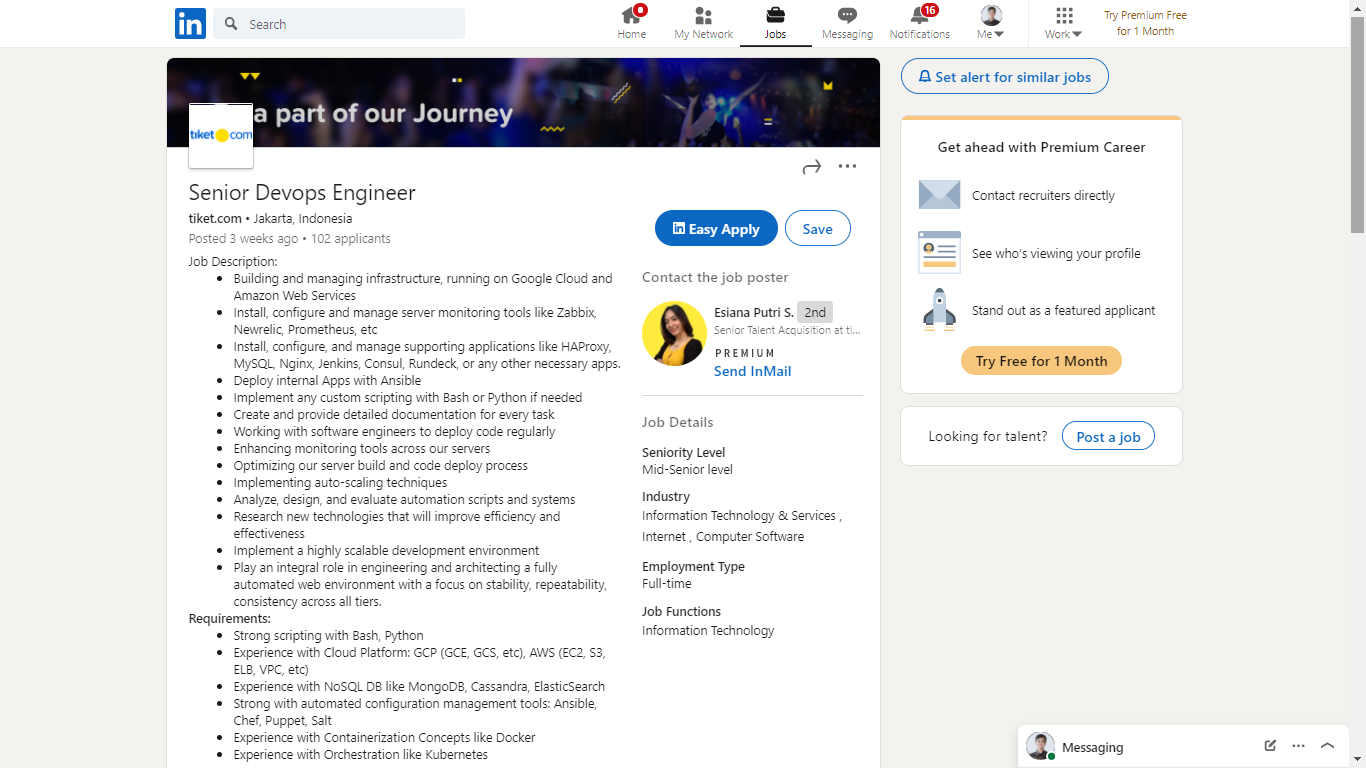 in
Search
Home
My Network
Jobs
Messaging
16
Notifications
Me
Work
Try Premium Free
for 1 Month
a part of our Journey
tiket com
Senior Devops Engineer
tiket.com • Jakarta, Indonesia
Posted 3 weeks ago • 102 applicants
in Easy Apply
Save
Job Description:
• Building and managing infrastructure, running on Google Cloud and
Amazon Web Services
• Install, configure and manage server monitoring tools like Zabbix,
Newrelic, Prometheus, etc
• Install, configure, and manage supporting applications like HAProxy,
MySQL, Nginx, Jenkins, Consul, Rundeck, or any other necessary apps.
• Deploy internal Apps with Ansible
• Implement any custom scripting with Bash or Python if needed
• Create and provide detailed documentation for every task
• Working with software engineers to deploy code regularly
• Enhancing monitoring tools across our servers
• Optimizing our server build and code deploy process
• Implementing auto-scaling techniques
• Analyze, design, and evaluate automation scripts and systems
• Research new technologies that will improve efficiency and
effectiveness
• Implement a highly scalable development environment
• Play an integral role in engineering and architecting a fully
automated web environment with a focus on stability, repeatability,
consistency across all tiers.
Requirements:
• Strong scripting with Bash, Python
• Experience with Cloud Platform: GCP (GCE, GCS, etc), AWS (EC2, S3,
ELB, VPC, etc)
• Experience with NoSQL DB like MongoDB, Cassandra, ElasticSearch
• Strong with automated configuration management tools: Ansible,
Chef, Puppet, Salt
• Experience with Containerization Concepts like Docker
• Experience with Orchestration like Kubernetes
Contact the job poster
Esiana Putri S. 2nd
Senior Talent Acquisition at ti...
PREMIUM
Send InMail
Job Details
Seniority Level
Mid-Senior level
Industry
Information Technology & Services ,
Internet , Computer Software
Employment Type
Full-time
Job Functions
Information Technology
Set alert for similar jobs
Get ahead with Premium Career
Contact recruiters directly
See who's viewing your profile
Stand out as a featured applicant
Try Free for 1 Month
Looking for talent?
Post a job
Messaging